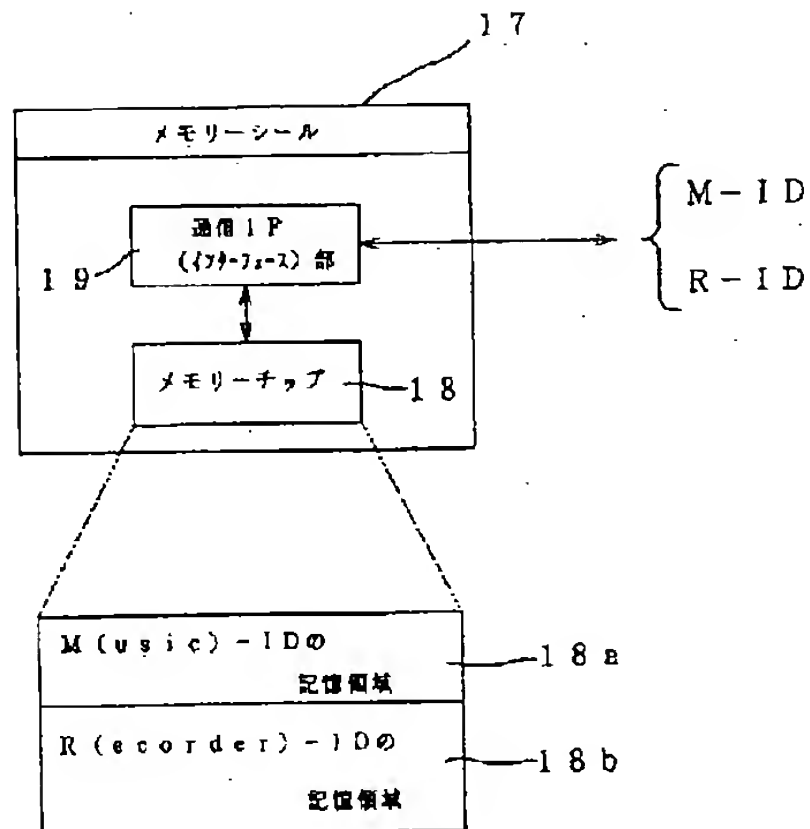 17
メモリーシール
通信IF
(インターフェース)部
19
M-ID
R-ID
メモリーチップ
18
M(usic)-IDの
記憶領域
18a
R(ecorder)-IDの
記憶領域
18b